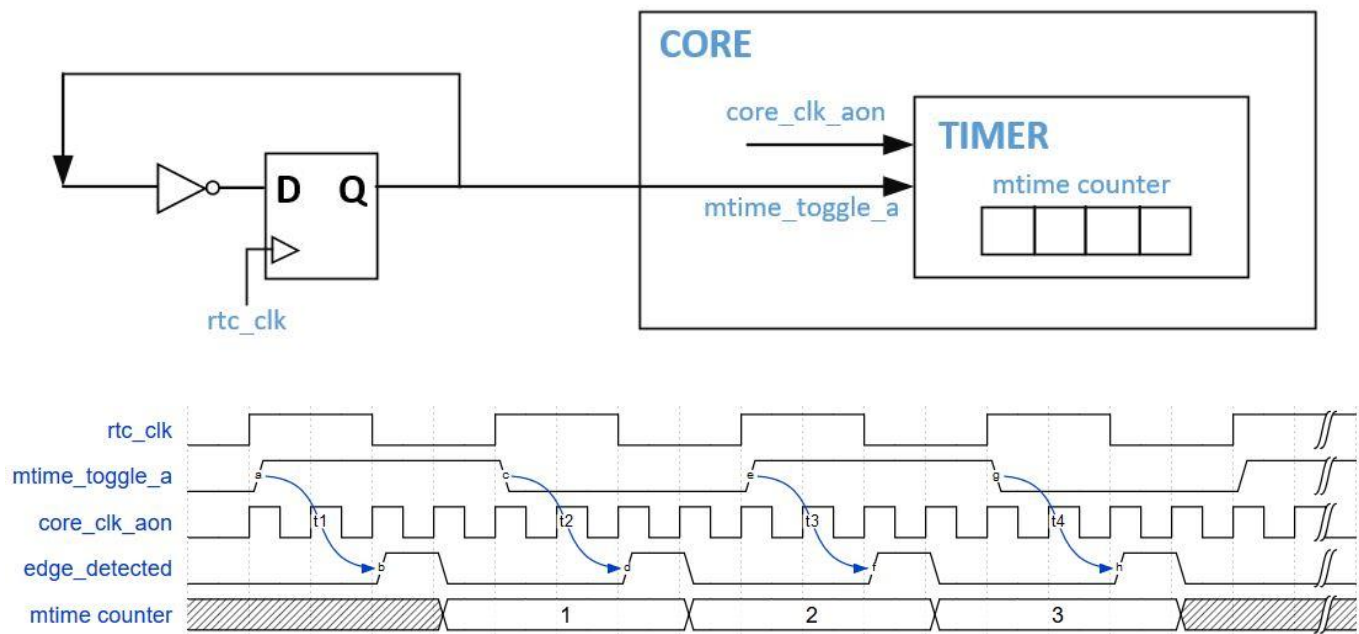 CORE
core_clk_aon
TIMER
D Q
mtime counter
mtime_toggle_a
rtc_clk
rtc_clk
mtime_toggle_a
a c e g
core_clk_aon
t1 t2 t3 t4
edge_detected
b d f h
mtime counter
1 2 3